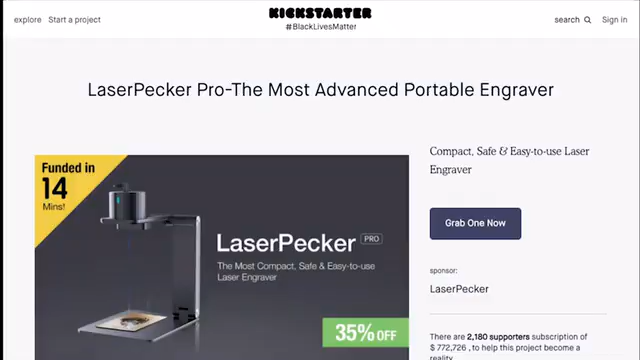 explore Start a project
KICKSTARTER
#BlackLivesMatter
search Sign in
LaserPecker Pro-The Most Advanced Portable Engraver
Funded in
14
Mins!
LaserPecker PRO
The Most Compact, Safe & Easy-to-use
Laser Engraver
35% OFF
Compact, Safe & Easy-to-use Laser
Engraver
Grab One Now
sponsor:
LaserPecker
There are 2,180 supporters subscription of
$ 772,726 , to help this project become a
reality